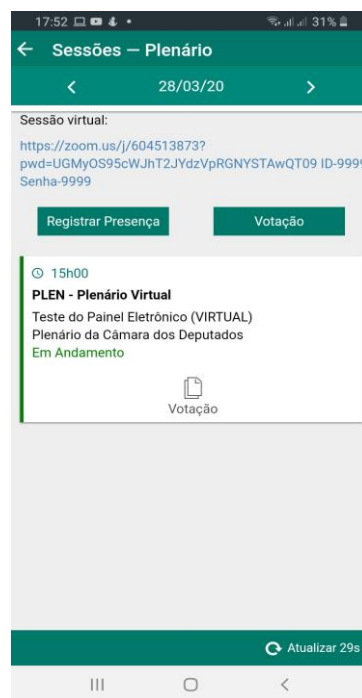 17:52 31%
Sessões — Plenário
28/03/20
Sessão virtual:
https://zoom.us/j/604513873?
pwd=UGMyOS95cWJhT2JYdzVpRGNYSTAwQT09 ID-9999
Senha-9999
Registrar Presença Votação
15h00
PLEN - Plenário Virtual
Teste do Painel Eletrônico (VIRTUAL)
Plenário da Câmara dos Deputados
Em Andamento
Votação
Atualizar 29s